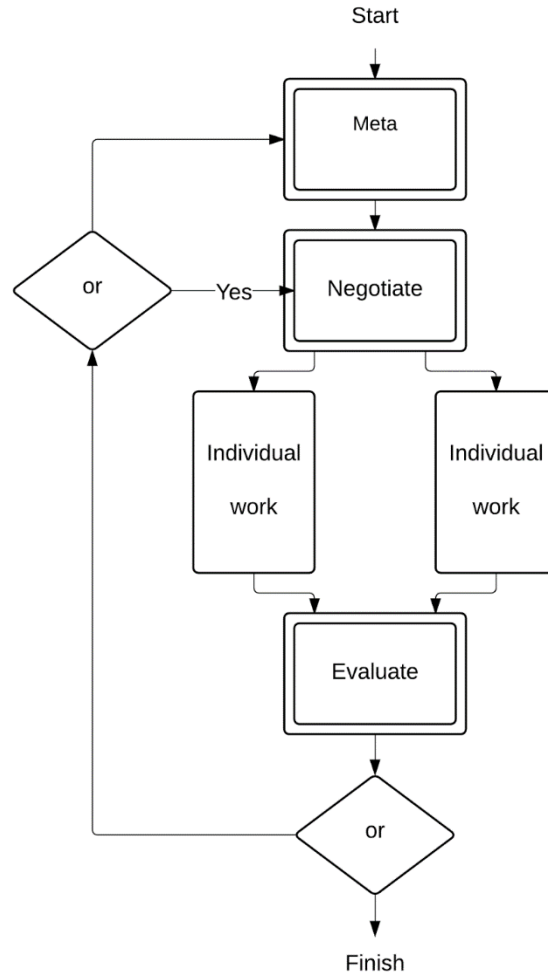 Start
Meta
or
Yes
Negotiate
Individual
work
Individual
work
Evaluate
or
Finish